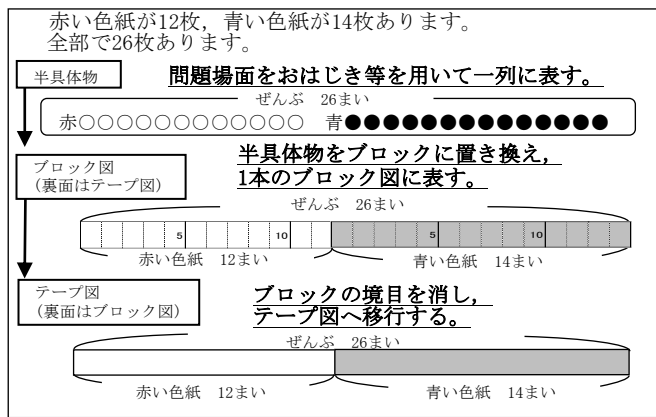 赤い色紙が12枚，青い色紙が14枚あります。
全部で26枚あります。
半具体物
問題場面をおはじき等を用いて一列に表す。
ぜんぶ　26まい
赤○○○○○○○○○○○○　青●●●●●●●●●●●●●●
ブロック図
(裏面はテープ図)
半具体物をブロックに置き換え，
1本のブロック図に表す。
ぜんぶ　26まい
5 10 5 10
赤い色紙　12まい　青い色紙　14まい
テープ図
(裏面はブロック図)
ブロックの境目を消し，
テープ図へ移行する。
ぜんぶ　26まい
赤い色紙　12まい　青い色紙　14まい